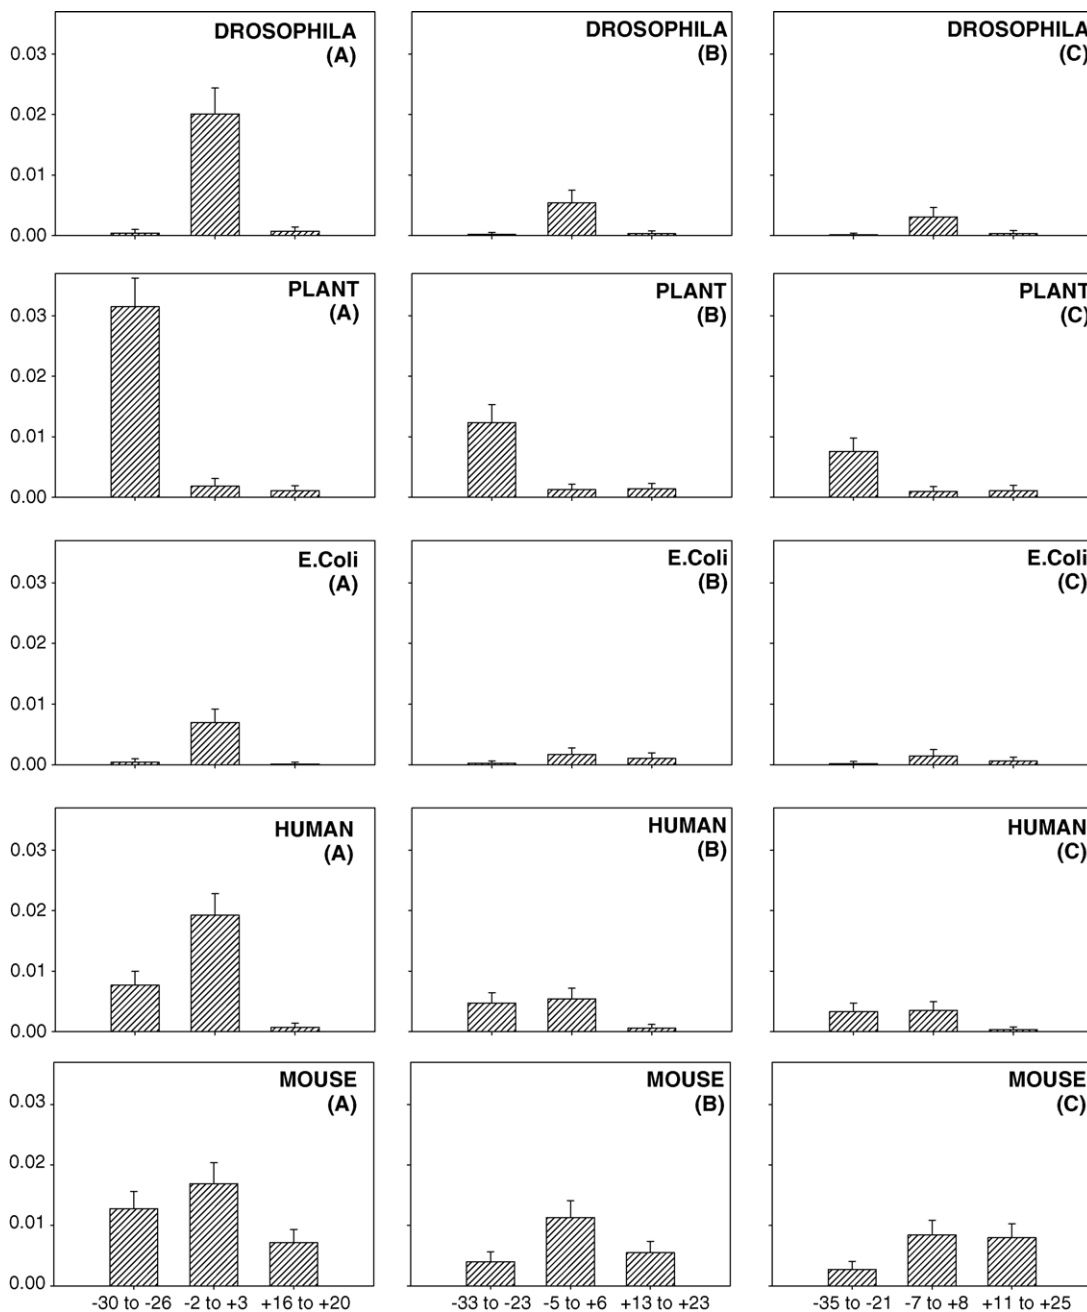 DROSOPHILA
(A)
0.03
0.02
0.01
0.00
DROSOPHILA
(B)
DROSOPHILA
(C)
PLANT
(A)
0.03
0.02
0.01
0.00
PLANT
(B)
PLANT
(C)
E.Coli
(A)
0.03
0.02
0.01
0.00
E.Coli
(B)
E.Coli
(C)
HUMAN
(A)
0.03
0.02
0.01
0.00
HUMAN
(B)
HUMAN
(C)
MOUSE
(A)
0.03
0.02
0.01
0.00
-30 to -26 -2 to +3 +16 to +20
MOUSE
(B)
-33 to -23 -5 to +6 +13 to +23
MOUSE
(C)
-35 to -21 -7 to +8 +11 to +25